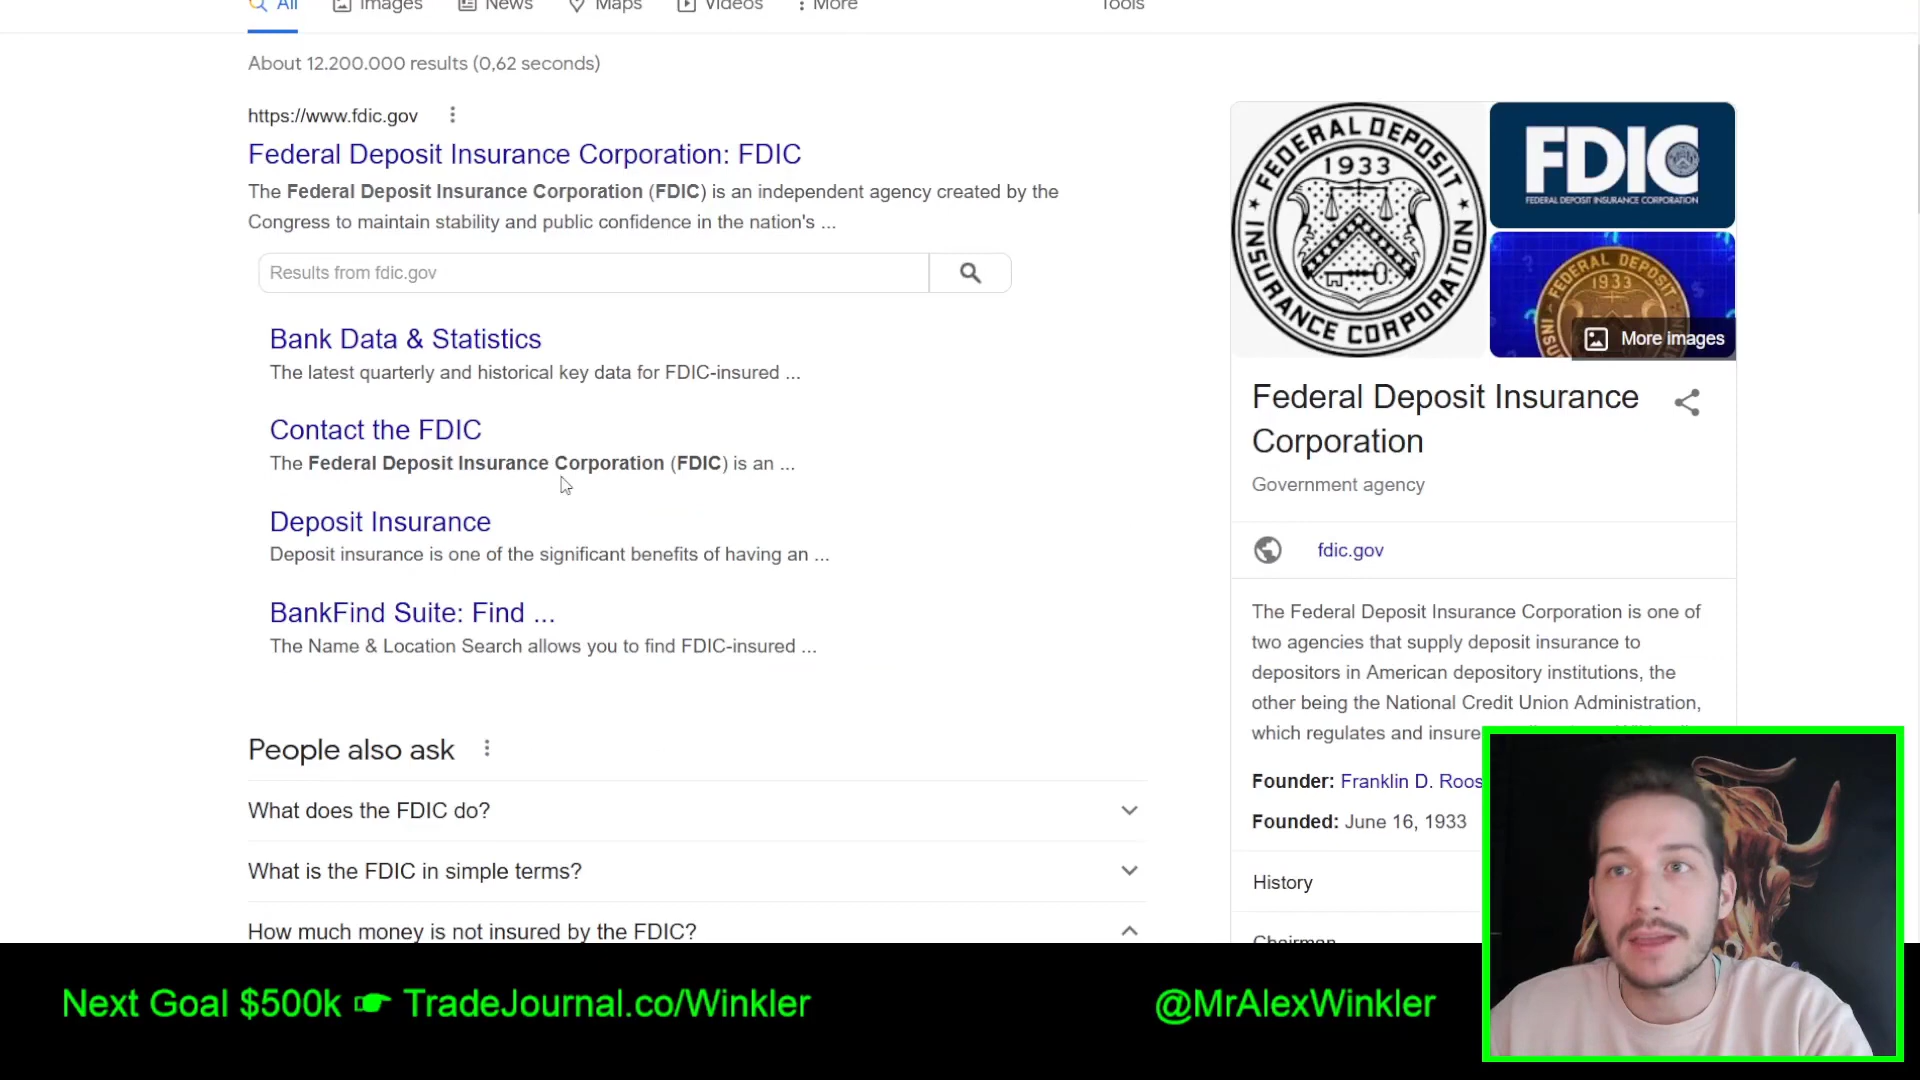 All
Images
News
Maps
Videos
More
Tools
About 12.200.000 results (0,62 seconds)
https://www.fdic.gov
Federal Deposit Insurance Corporation: FDIC
The Federal Deposit Insurance Corporation (FDIC) is an independent agency created by the
Congress to maintain stability and public confidence in the nation's ...
Results from fdic.gov
Bank Data & Statistics
The latest quarterly and historical key data for FDIC-insured ...
Contact the FDIC
The Federal Deposit Insurance Corporation (FDIC) is an ...
Deposit Insurance
Deposit insurance is one of the significant benefits of having an ...
BankFind Suite: Find ...
The Name & Location Search allows you to find FDIC-insured ...
People also ask
What does the FDIC do?
What is the FDIC in simple terms?
How much money is not insured by the FDIC?
FEDERAL DEPOSIT INSURANCE CORPORATION
1933
FDIC
FEDERAL DEPOSIT INSURANCE CORPORATION
FEDERAL DEPOSIT
1933
More images
Federal Deposit Insurance
Corporation
Government agency
fdic.gov
The Federal Deposit Insurance Corporation is one of
two agencies that supply deposit insurance to
depositors in American depository institutions, the
other being the National Credit Union Administration,
which regulates and insure
Founder: Franklin D. Roos
Founded: June 16, 1933
History
Chairman
Next Goal $500k 👉 TradeJournal.co/Winkler
@MrAlexWinkler